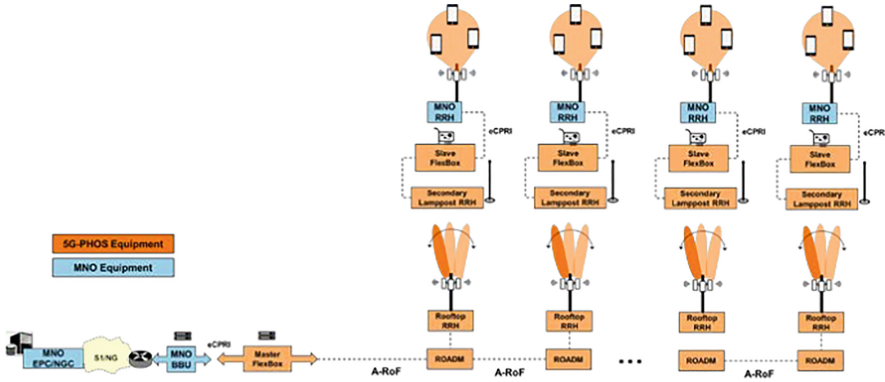 MNO
RRH
eCPRI
Slave
FlexBox
Secondary
Lamppost RRH
MNO
RRH
eCPRI
Slave
FlexBox
Secondary
Lamppost RRH
MNO
RRH
eCPRI
Slave
FlexBox
Secondary
Lamppost RRH
MNO
RRH
eCPRI
Slave
FlexBox
Secondary
Lamppost RRH
5G-PHOS Equipment
MNO Equipment
Rooftop
RRH
Rooftop
RRH
Rooftop
RRH
Rooftop
RRH
MNO
EPC/NGC
S1/NG
MNO
BBU
eCPRI
Master
FlexBox
A-RoF
ROADM
A-RoF
ROADM
ROADM
A-RoF
ROADM